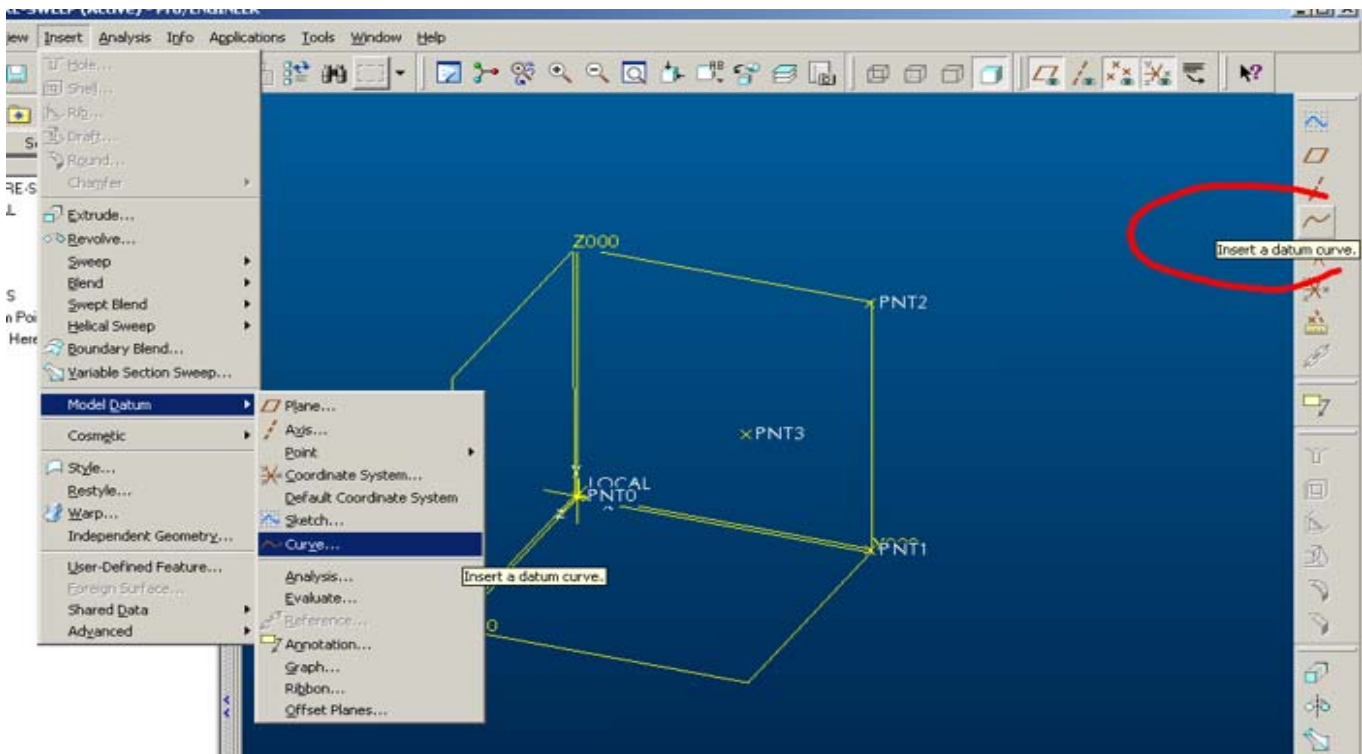 Insert Analysis Info Applications Tools Window Help
Hole...
Shell...
Rib...
Draft...
Round...
Chamfer
Extrude...
Revolve...
Sweep
Blend
Swept Blend
Helical Sweep
Boundary Blend...
Variable Section Sweep...
Model Datum
Cosmetic
Style...
Restyle...
Warp...
Independent Geometry...
User-Defined Feature...
Foreign Surface...
Shared Data
Advanced
Plane...
Axis...
Point
Coordinate System...
Default Coordinate System
Sketch...
Curve...
Analysis...
Evaluate...
Reference...
Annotation...
Graph...
Ribbon...
Offset Planes...
Insert a datum curve.
Here
Z000
PNT2
PNT3
LOCAL
PNT0
PNT1
Insert a datum curve.